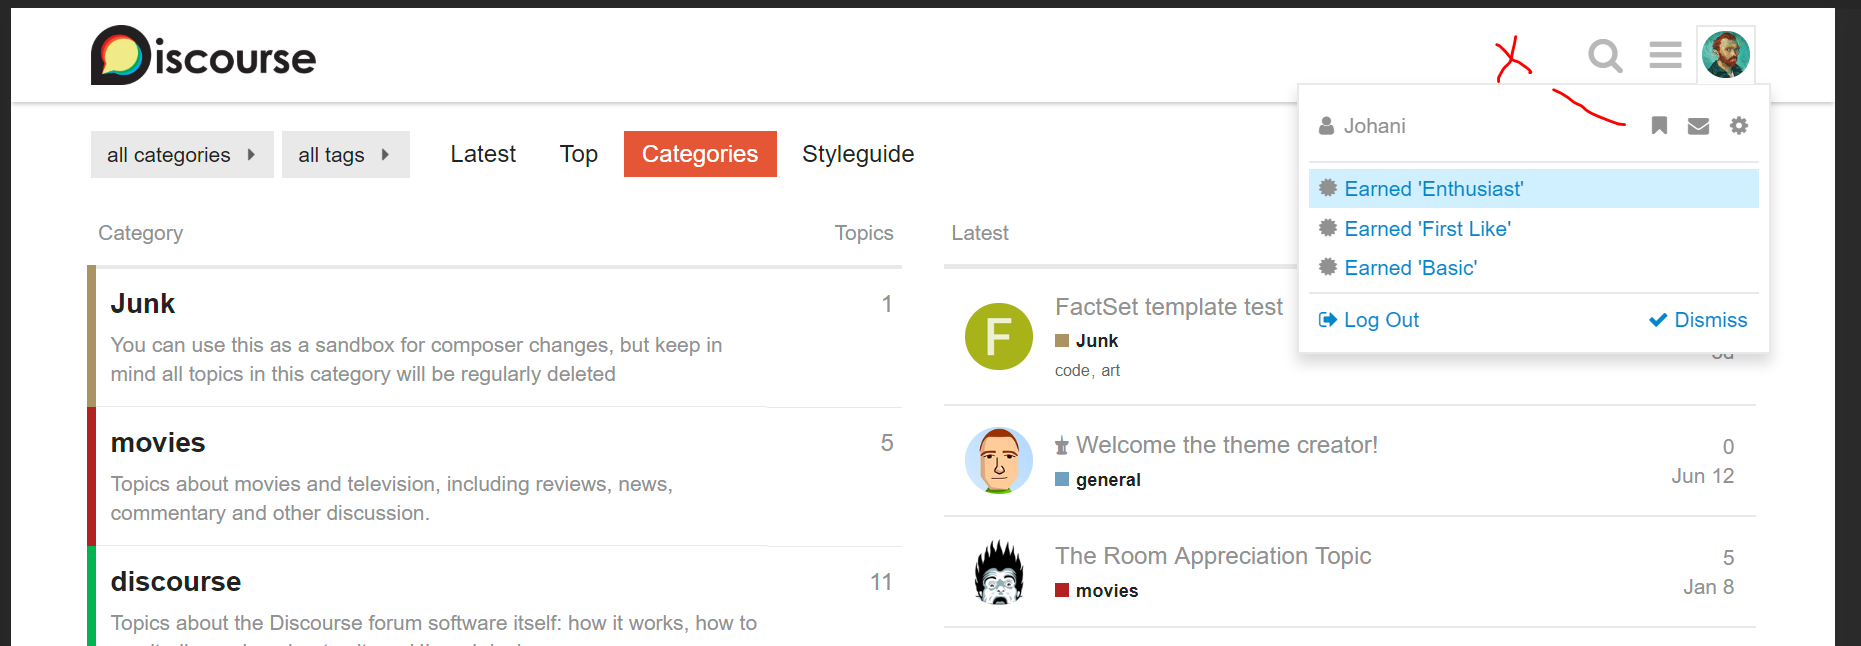 Discourse
X
Johani
all categories
all tags
Latest
Top
Categories
Styleguide
Earned 'Enthusiast'
Earned 'First Like'
Earned 'Basic'
Log Out
Dismiss
Category Topics
Junk 1
You can use this as a sandbox for composer changes, but keep in
mind all topics in this category will be regularly deleted
movies 5
Topics about movies and television, including reviews, news,
commentary and other discussion.
discourse 11
Topics about the Discourse forum software itself: how it works, how to
Latest
F
FactSet template test
Junk
code, art
Welcome the theme creator! 0
general Jun 12
The Room Appreciation Topic 5
movies Jan 8